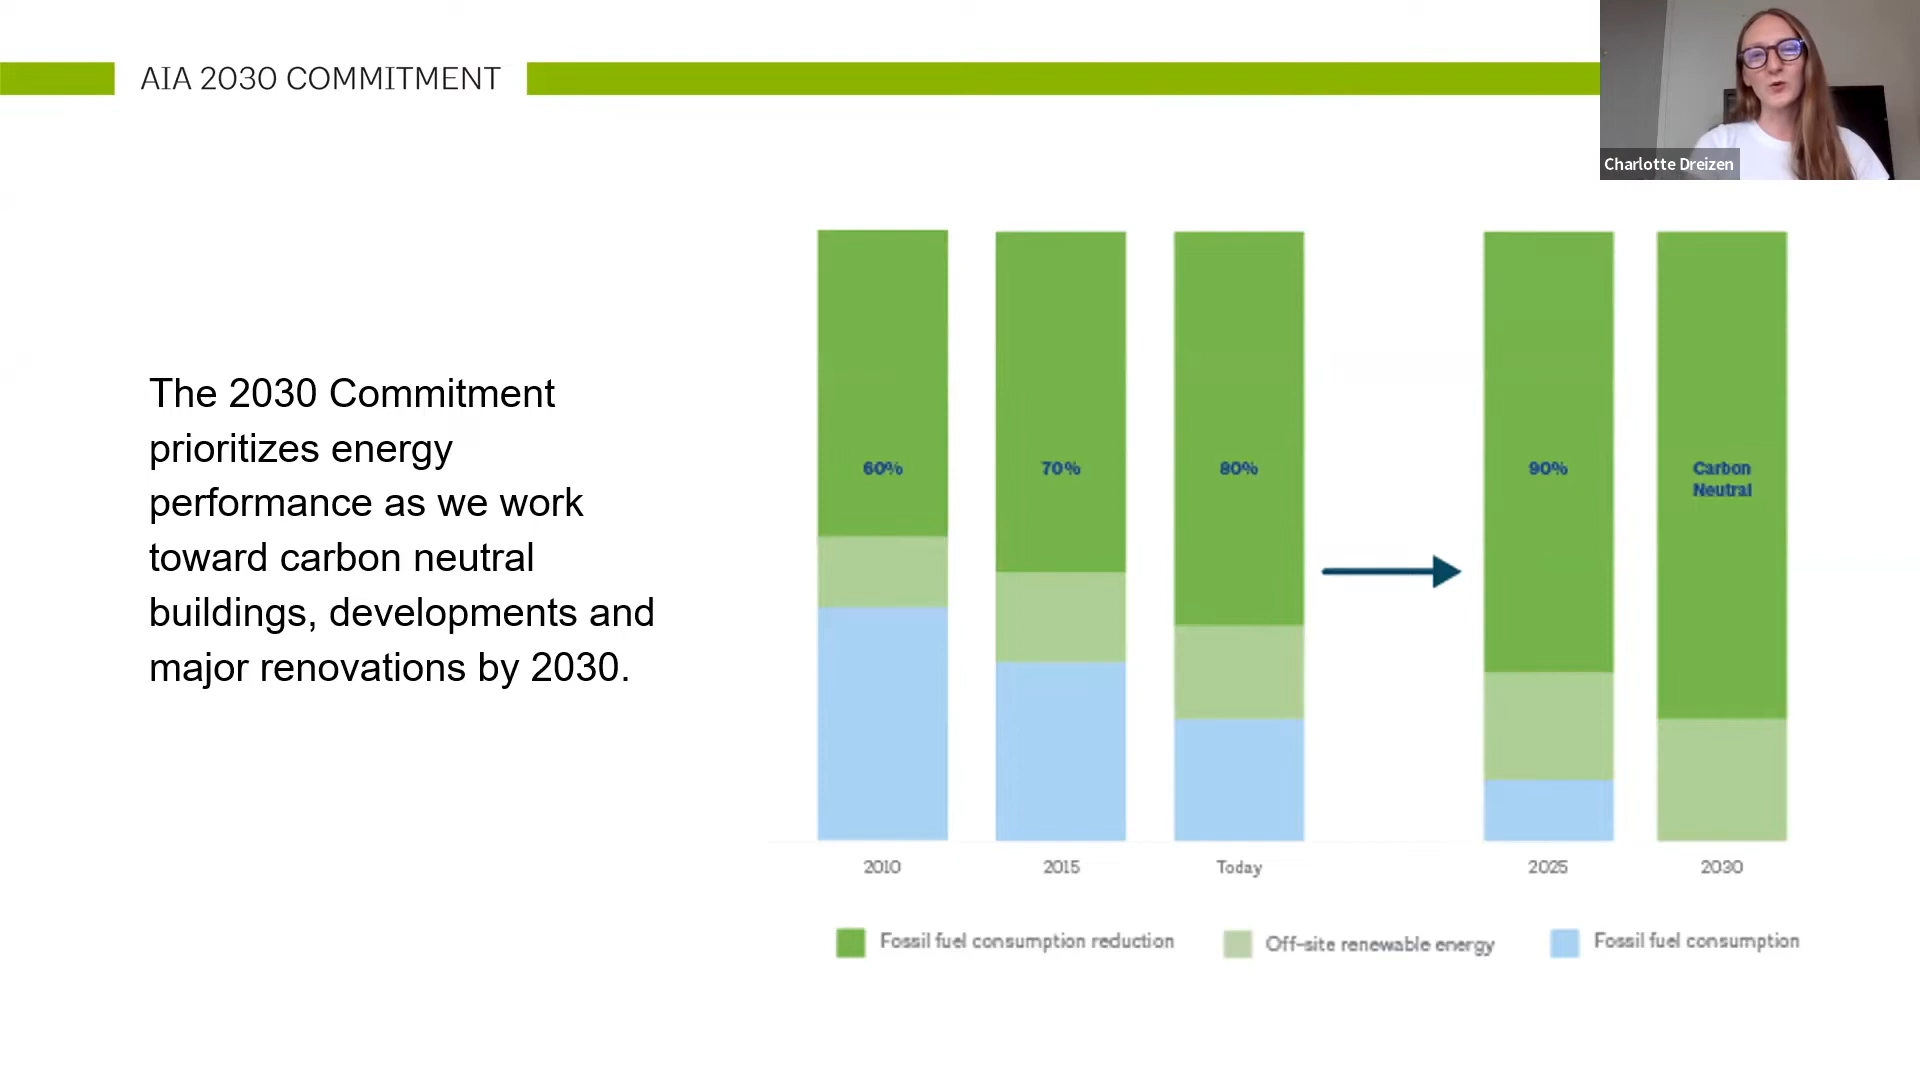 AIA 2030 COMMITMENT
Charlotte Dreizen
The 2030 Commitment
prioritizes energy
performance as we work
toward carbon neutral
buildings, developments and
major renovations by 2030.
60%
70%
80%
90%
Carbon
Neutral
2010
2015
Today
2025
2030
Fossil fuel consumption reduction
Off-site renewable energy
Fossil fuel consumption